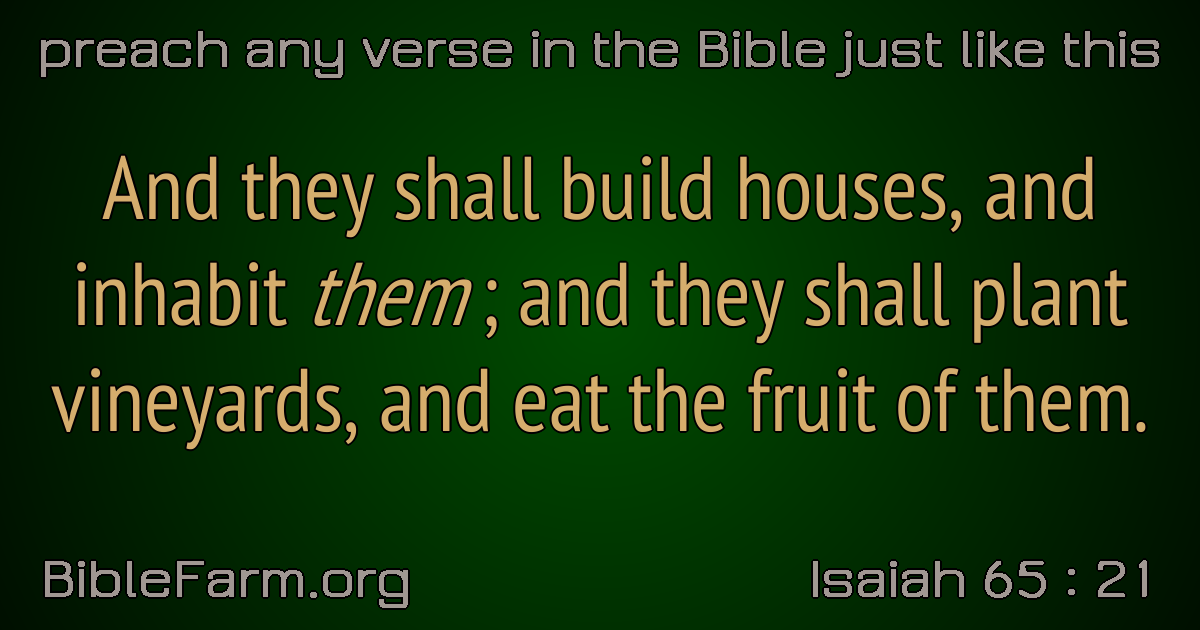 preach any verse in the Bible just like this
And they shall build houses, and
inhabit them; and they shall plant
vineyards, and eat the fruit of them.
BibleFarm.org
Isaiah 65 : 21